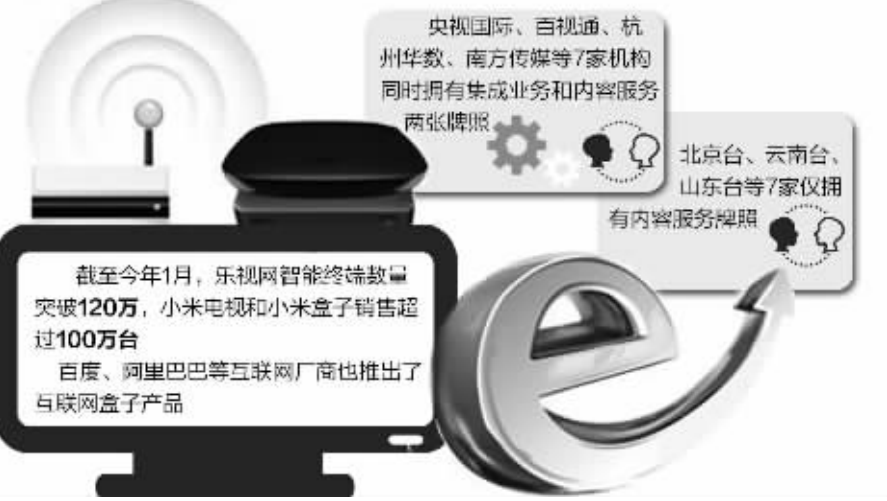 央视国际、百视通、杭
州华数、南方传媒等7家机构
同时拥有集成业务和内容服务
两张牌照
北京台、云南台、
山东台等7家仅拥
有内容服务牌照
截至今年1月，乐视网智能终端数量
突破120万，小米电视和小米盒子销售超
过100万台
百度、阿里巴巴等互联网厂商也推出了
互联网盒子产品